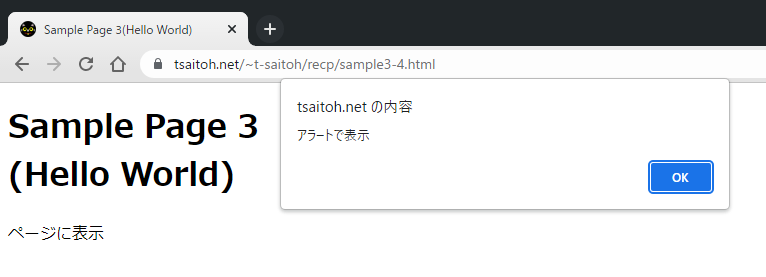 Sample Page 3(Hello World)
tsaitoh.net/~t-saitoh/recp/sample3-4.html
tsaitoh.net の内容
アラートで表示
OK
Sample Page 3
(Hello World)
ページに表示